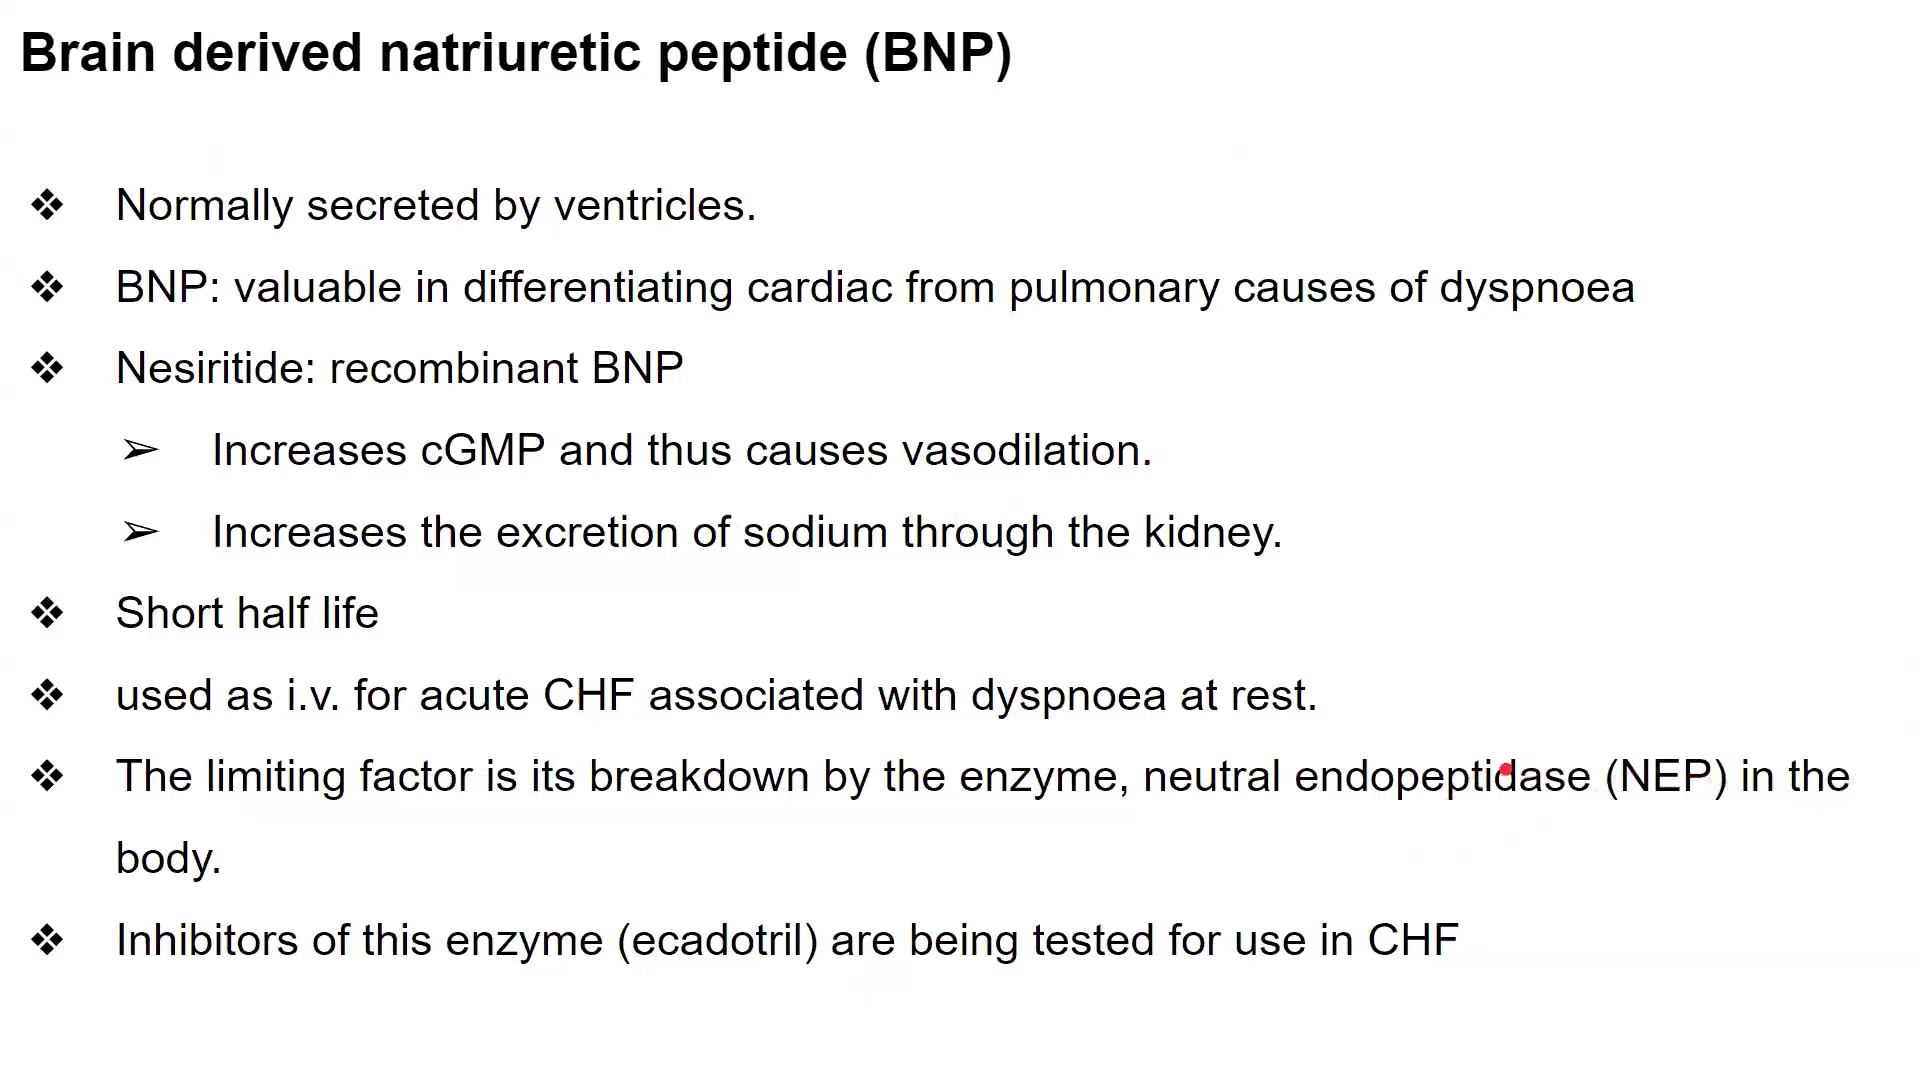 Brain derived natriuretic peptide (BNP)
❖ Normally secreted by ventricles.
❖ BNP: valuable in differentiating cardiac from pulmonary causes of dyspnoea
❖ Nesiritide: recombinant BNP
➢ Increases cGMP and thus causes vasodilation.
➢ Increases the excretion of sodium through the kidney.
❖ Short half life
❖ used as i.v. for acute CHF associated with dyspnoea at rest.
❖ The limiting factor is its breakdown by the enzyme, neutral endopeptidase (NEP) in the
body.
❖ Inhibitors of this enzyme (ecadotril) are being tested for use in CHF